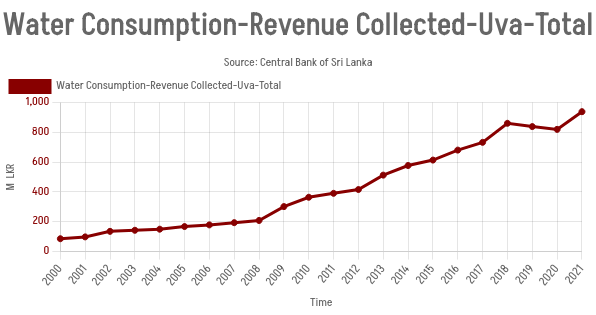 Water Consumption-Revenue Collected-Uva-Total
Source: Central Bank of Sri Lanka
Water Consumption-Revenue Collected-Uva-Total
1,000
800
600
400
200
0
M LKR
2000 2001 2002 2003 2004 2005 2006 2007 2008 2009 2010 2011 2012 2013 2014 2015 2016 2017 2018 2019 2020 2021
Time